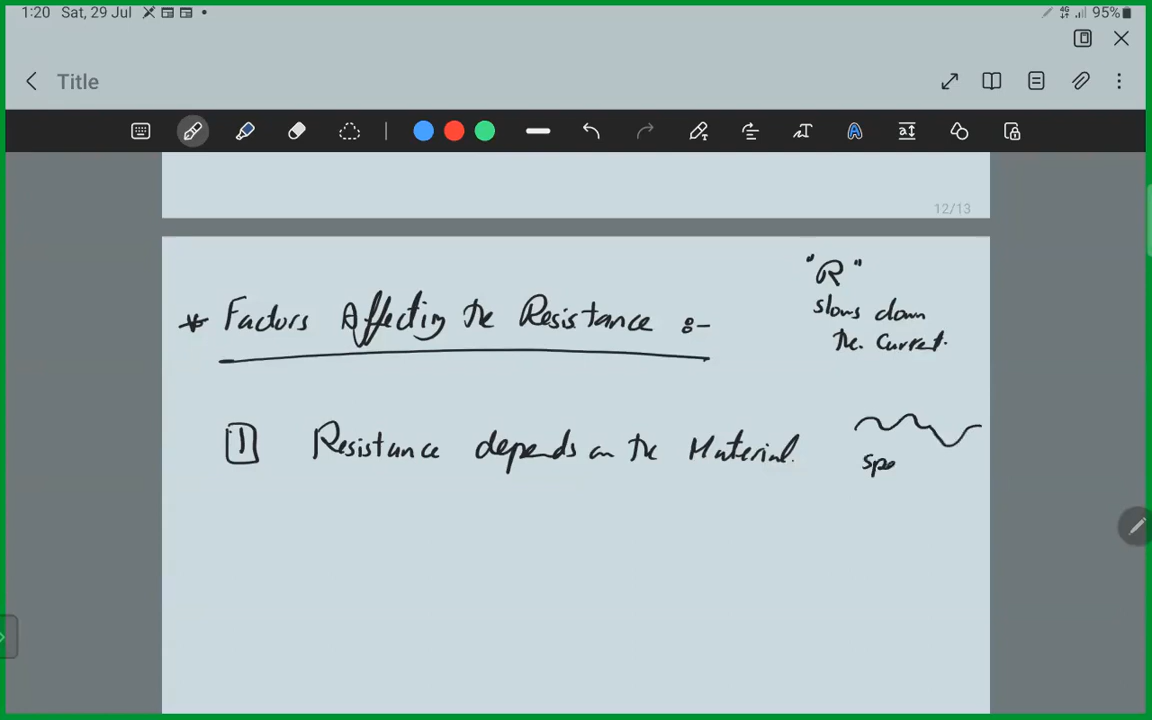 1:20 Sat, 29 Jul
4G 95%
Title
12/13
"R"
slows down
the current.
* Factors Affecting the Resistance :-
1 Resistance depends on the Material.
spe